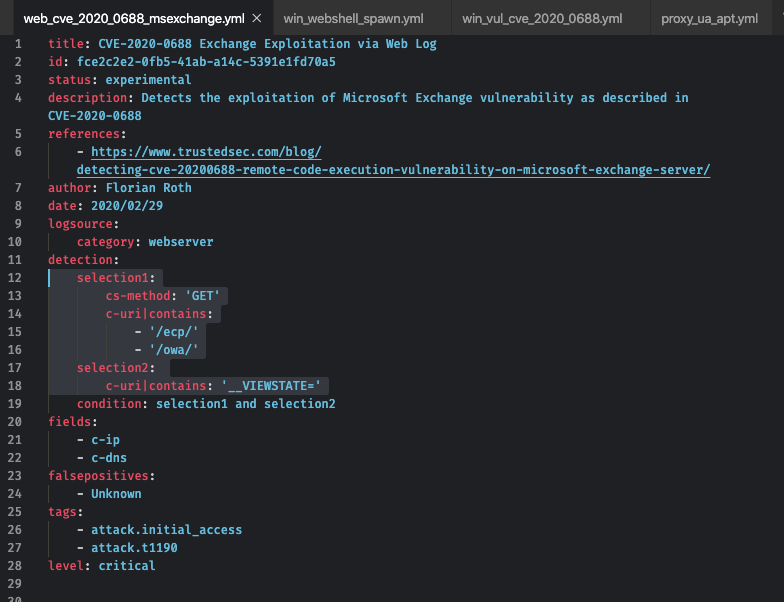 web_cve_2020_0688_msexchange.yml × win_webshell_spawn.yml win_vul_cve_2020_0688.yml proxy_ua_apt.yml
1 title: CVE-2020-0688 Exchange Exploitation via Web Log
2 id: fce2c2e2-0fb5-41ab-a14c-5391e1fd70a5
3 status: experimental
4 description: Detects the exploitation of Microsoft Exchange vulnerability as described in
CVE-2020-0688
5 references:
6 - https://www.trustedsec.com/blog/
detecting-cve-20200688-remote-code-execution-vulnerability-on-microsoft-exchange-server/
7 author: Florian Roth
8 date: 2020/02/29
9 logsource:
10 category: webserver
11 detection:
12 selection1:
13 cs-method: 'GET'
14 c-uri|contains:
15 - '/ecp/'
16 - '/owa/'
17 selection2:
18 c-uri|contains: '__VIEWSTATE='
19 condition: selection1 and selection2
20 fields:
21 - c-ip
22 - c-dns
23 falsepositives:
24 - Unknown
25 tags:
26 - attack.initial_access
27 - attack.t1190
28 level: critical
29
30